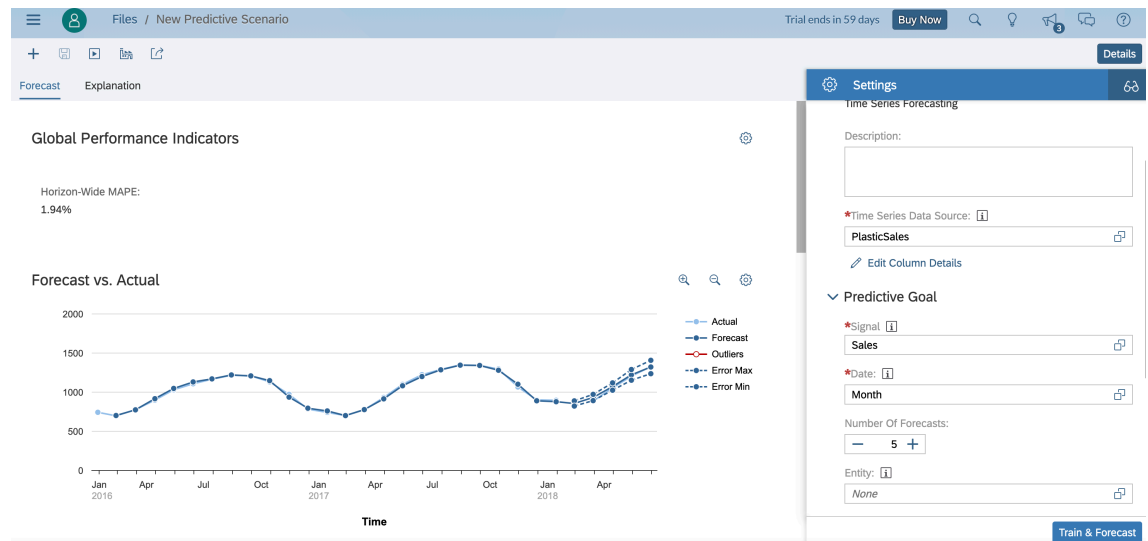 Files / New Predictive Scenario
Trial ends in 59 days Buy Now
3
Details
Forecast Explanation
Settings
Time Series Forecasting
Global Performance Indicators
Description:
Horizon-Wide MAPE:
1.94%
*Time Series Data Source:
PlasticSales
Edit Column Details
Forecast vs. Actual
2000
1500
1000
500
0
Jan Apr Jul Oct Jan Apr Jul Oct Jan Apr
2016 2017 2018
Time
Actual
Forecast
Outliers
Error Max
Error Min
Predictive Goal
*Signal
Sales
*Date:
Month
Number Of Forecasts:
5
Entity:
None
Train & Forecast